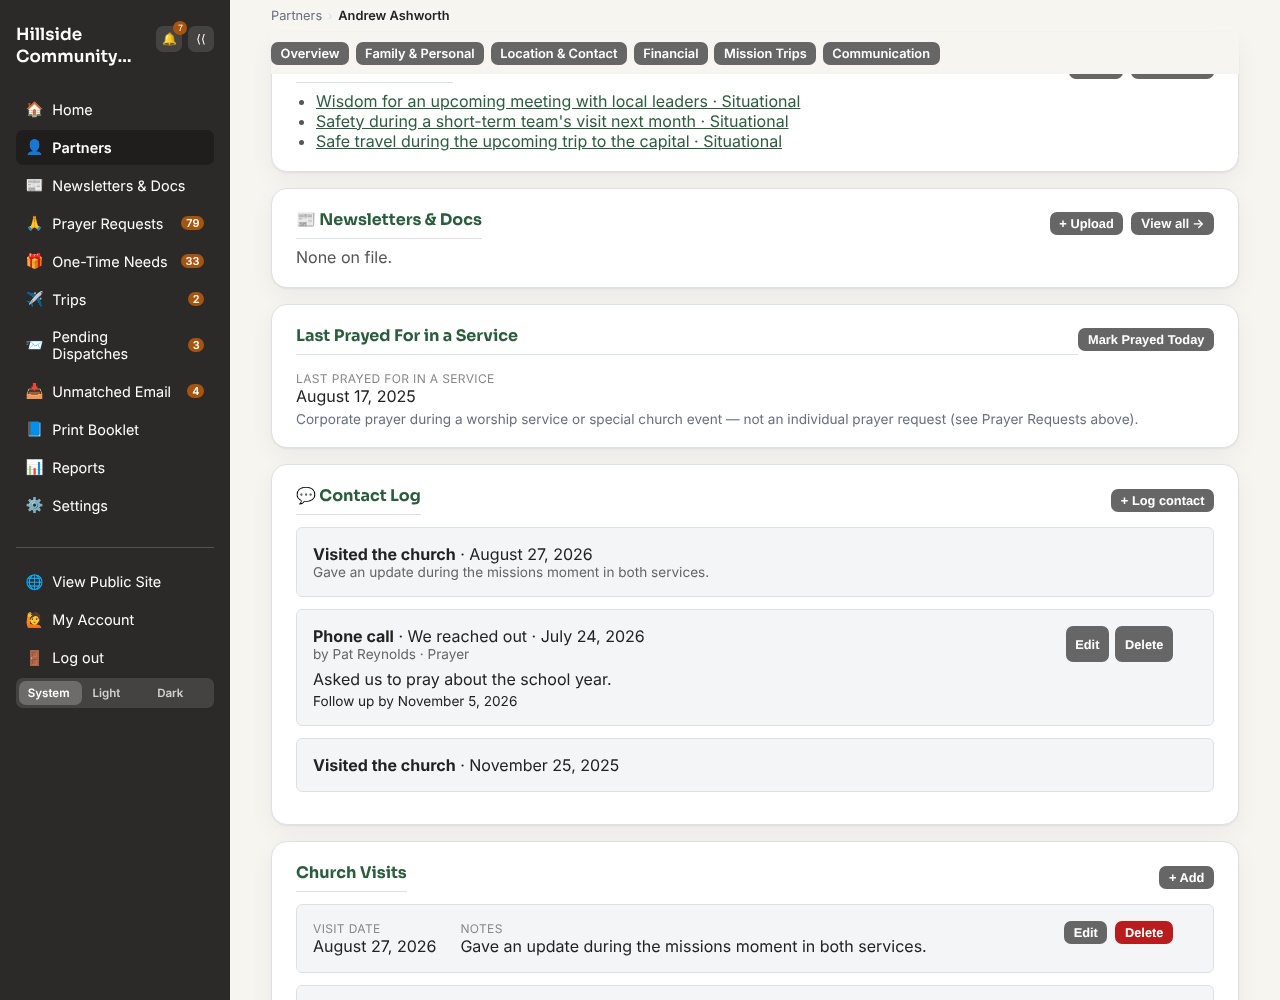 Hillside
Community...
7
⟨⟨
Home
Partners
Newsletters & Docs
Prayer Requests 79
One-Time Needs 33
Trips 2
Pending
Dispatches 3
Unmatched Email 4
Print Booklet
Reports
Settings
View Public Site
My Account
Log out
System Light Dark
Partners › Andrew Ashworth
Overview Family & Personal Location & Contact Financial Mission Trips Communication
• Wisdom for an upcoming meeting with local leaders · Situational
• Safety during a short-term team's visit next month · Situational
• Safe travel during the upcoming trip to the capital · Situational
Newsletters & Docs
+ Upload View all →
None on file.
Last Prayed For in a Service
Mark Prayed Today
LAST PRAYED FOR IN A SERVICE
August 17, 2025
Corporate prayer during a worship service or special church event — not an individual prayer request (see Prayer Requests above).
Contact Log
+ Log contact
Visited the church · August 27, 2026
Gave an update during the missions moment in both services.
Phone call · We reached out · July 24, 2026
by Pat Reynolds · Prayer
Edit Delete
Asked us to pray about the school year.
Follow up by November 5, 2026
Visited the church · November 25, 2025
Church Visits
+ Add
VISIT DATE NOTES
August 27, 2026 Gave an update during the missions moment in both services.
Edit Delete